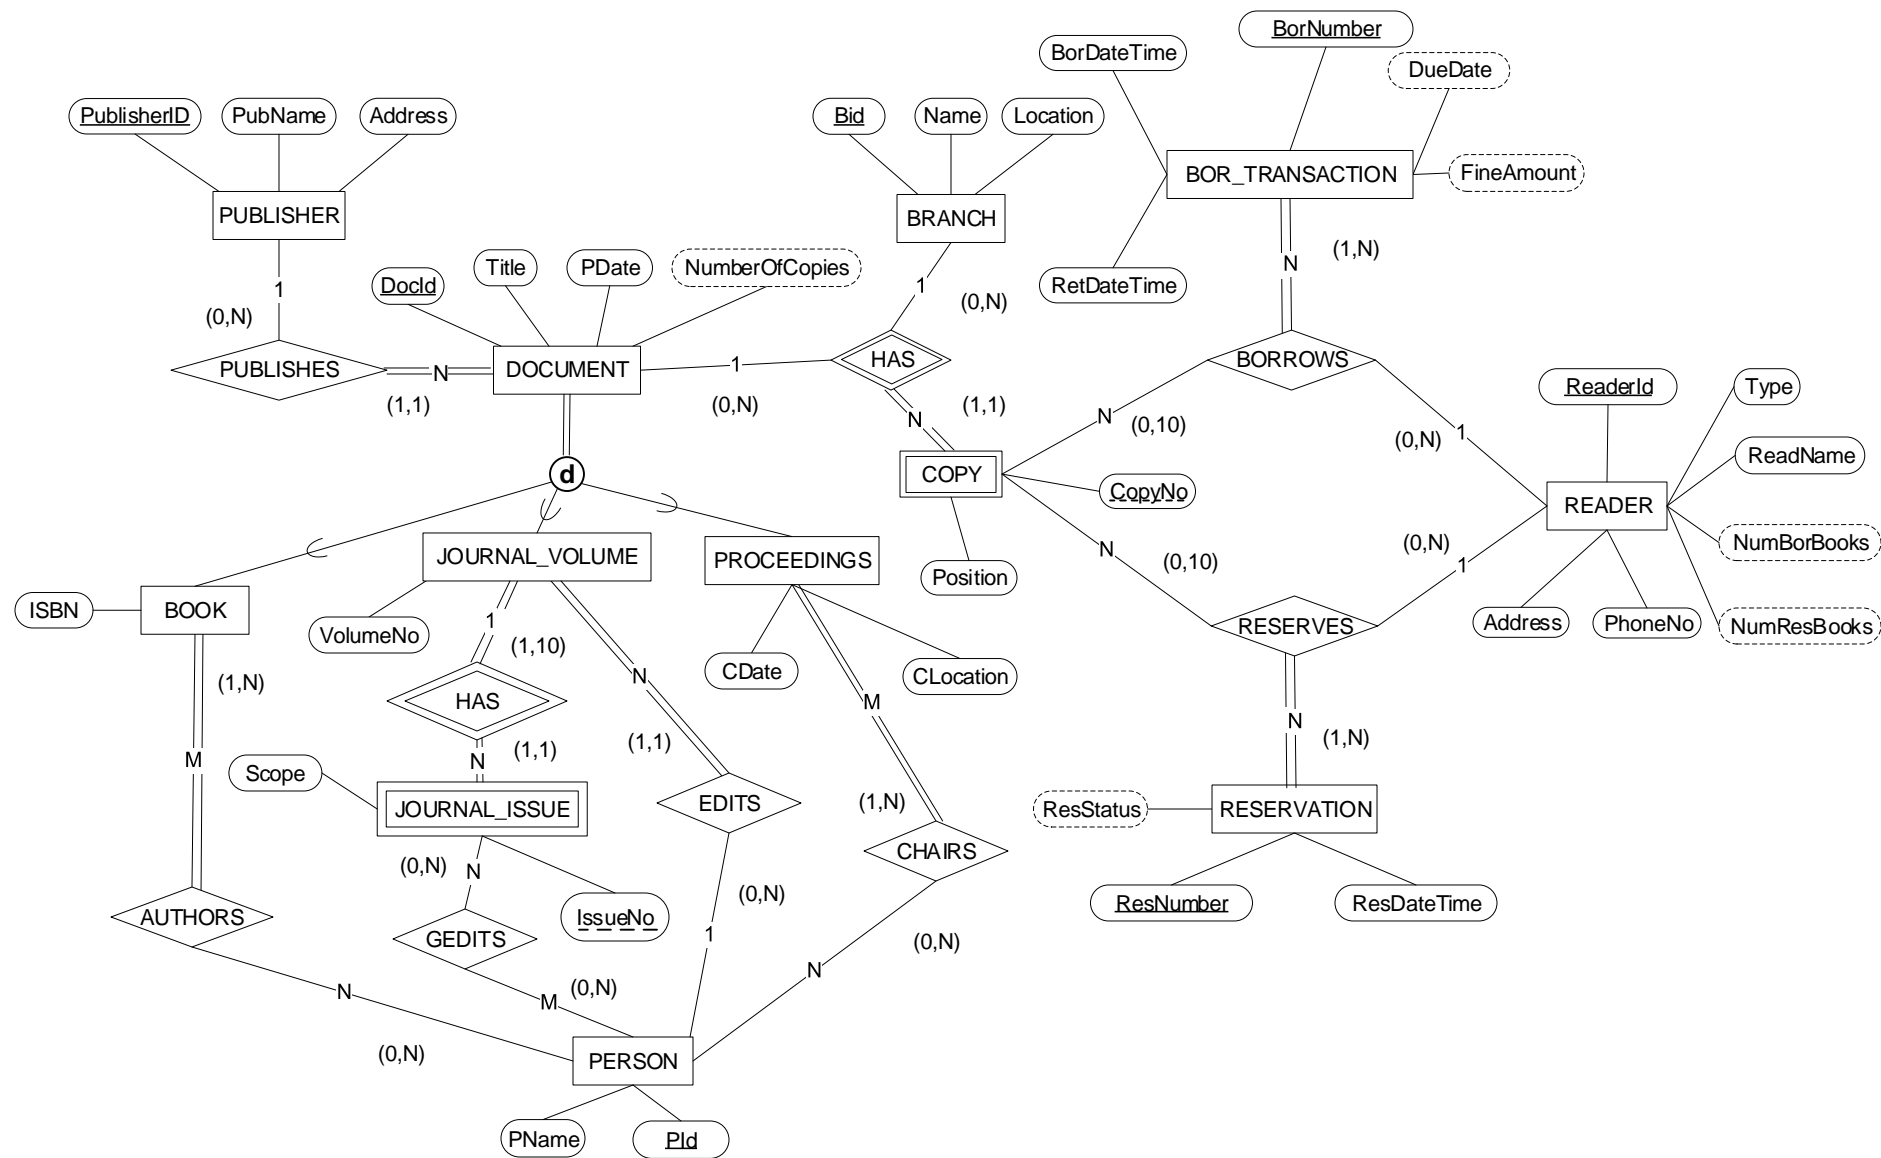 BorNumber
BorDateTime
DueDate
PublisherID
PubName
Address
Bid
Name
Location
BOR_TRANSACTION
FineAmount
PUBLISHER
BRANCH
N
(1,N)
Title
PDate
NumberOfCopies
DocId
RetDateTime
1
1
(0,N)
(0,N)
PUBLISHES
N
DOCUMENT
1
HAS
BORROWS
(1,1)
(0,N)
(1,1)
N
N
(0,10)
(0,N)
1
ReaderId
Type
ReadName
d
COPY
CopyNo
READER
JOURNAL_VOLUME
PROCEEDINGS
N
(0,10)
(0,N)
1
NumBorBooks
Position
ISBN
BOOK
VolumeNo
1
(1,10)
RESERVES
Address
PhoneNo
NumResBooks
(1,N)
HAS
N
CDate
CLocation
M
N
(1,N)
M
(1,1)
N
(1,1)
Scope
JOURNAL_ISSUE
EDITS
(1,N)
ResStatus
RESERVATION
CHAIRS
(0,N)
N
(0,N)
AUTHORS
IssueNo
ResNumber
ResDateTime
GEDITS
1
(0,N)
N
M
(0,N)
N
(0,N)
PERSON
PName
PId